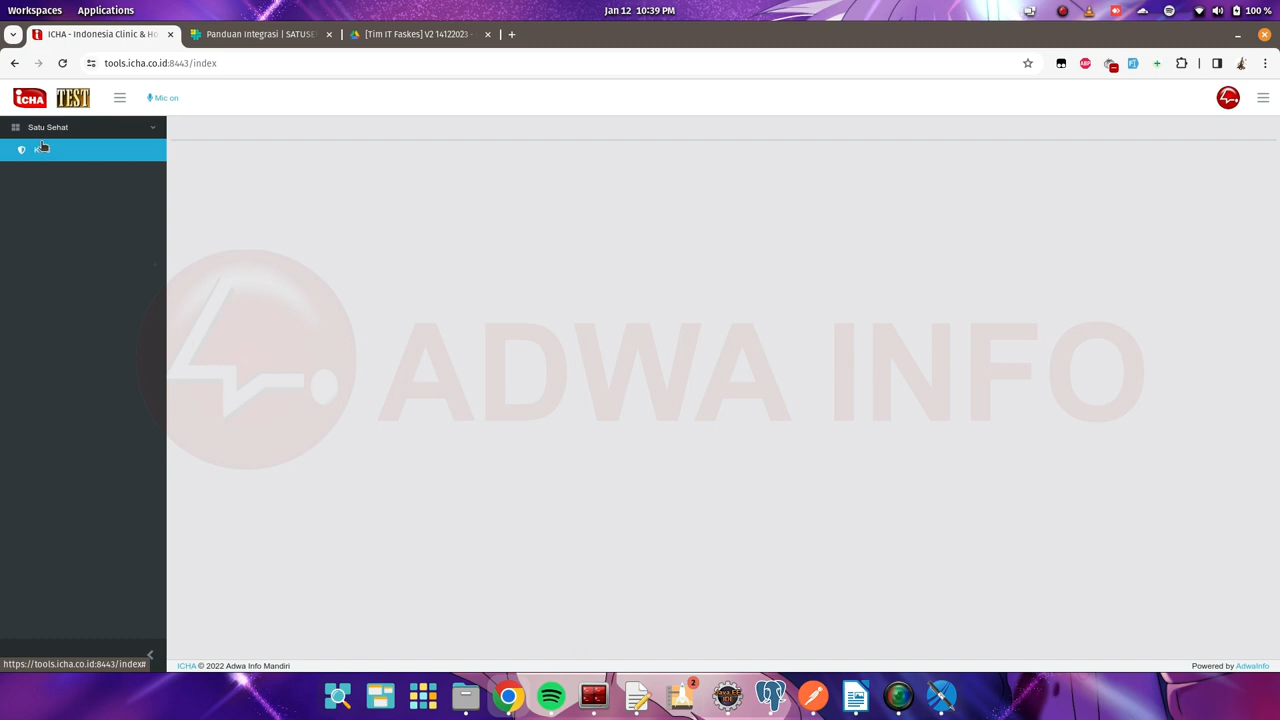 Workspaces
Applications
Jan 12 10:39 PM
100 %
ICHA - Indonesia Clinic & Ho
Panduan Integrasi | SATUSE
[Tim IT Faskes] V2 14122023 -
tools.icha.co.id:8443/index
iCHA TEST
Mic on
Satu Sehat
ADWA INFO
https://tools.icha.co.id:8443/index#
ICHA © 2022 Adwa Info Mandiri
Powered by AdwaInfo
2